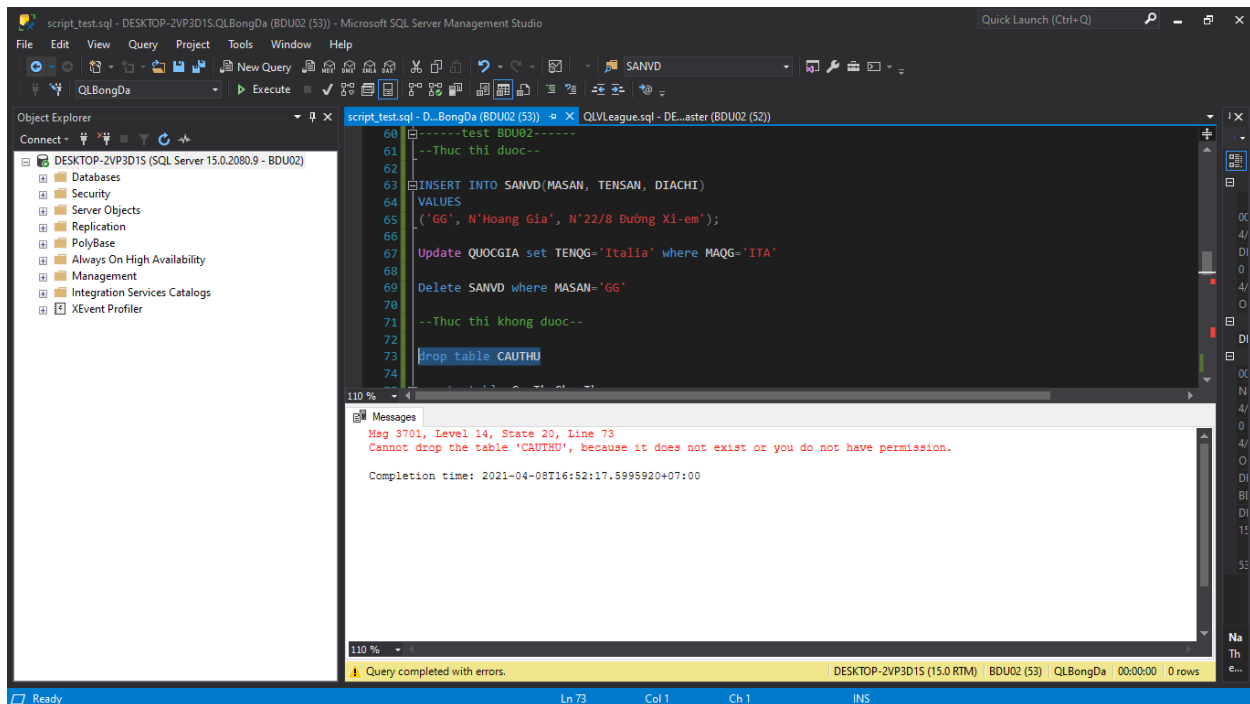 script_test.sql - DESKTOP-2VP3D1S.QLBongDa (BDU02 (53)) - Microsoft SQL Server Management Studio
Quick Launch (Ctrl+Q)
File Edit View Query Project Tools Window Help
New Query
SANVD
QLBongDa
Execute
Object Explorer
Connect
DESKTOP-2VP3D1S (SQL Server 15.0.2080.9 - BDU02)
Databases
Security
Server Objects
Replication
PolyBase
Always On High Availability
Management
Integration Services Catalogs
XEvent Profiler
script_test.sql - D...BongDa (BDU02 (53)) QLVLeague.sql - DE...aster (BDU02 (52))
60 ------test BDU02------
61 --Thuc thi duoc--
62
63 INSERT INTO SANVD(MASAN, TENSAN, DIACHI)
64 VALUES
65 ('GG', N'Hoang Gia', N'22/8 Đường Xi-em');
66
67 Update QUOCGIA set TENQG='Italia' where MAQG='ITA'
68
69 Delete SANVD where MASAN='GG'
70
71 --Thuc thi khong duoc--
72
73 drop table CAUTHU
74
110 %
Messages
Msg 3701, Level 14, State 20, Line 73
Cannot drop the table 'CAUTHU', because it does not exist or you do not have permission.
Completion time: 2021-04-08T16:52:17.5995920+07:00
110 %
Query completed with errors.
DESKTOP-2VP3D1S (15.0 RTM) BDU02 (53) QLBongDa 00:00:00 0 rows
Na
Th
e...
Ready
Ln 73 Col 1 Ch 1 INS